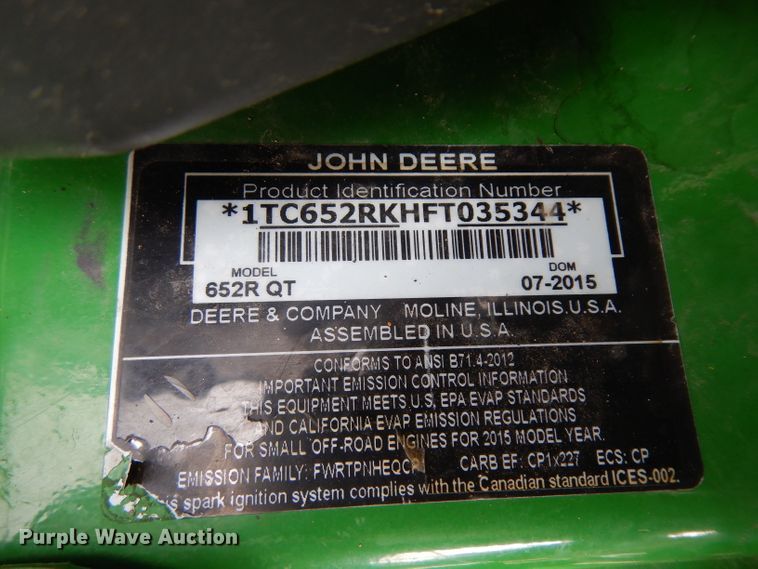 JOHN DEERE
Product Identification Number
*1TC652RKHFT035344*
MODEL DOM
652R QT 07-2015
DEERE & COMPANY MOLINE, ILLINOIS U.S.A.
ASSEMBLED IN U.S.A.
CONFORMS TO ANSI B71.4-2012
IMPORTANT EMISSION CONTROL INFORMATION
THIS EQUIPMENT MEETS U.S. EPA EVAP STANDARDS
AND CALIFORNIA EVAP EMISSION REGULATIONS
FOR SMALL OFF-ROAD ENGINES FOR 2015 MODEL YEAR.
EMISSION FAMILY: CARB EF: CP1x227 ECS: CP
This spark ignition system complies with the Canadian standard ICES-002.
Purple Wave Auction